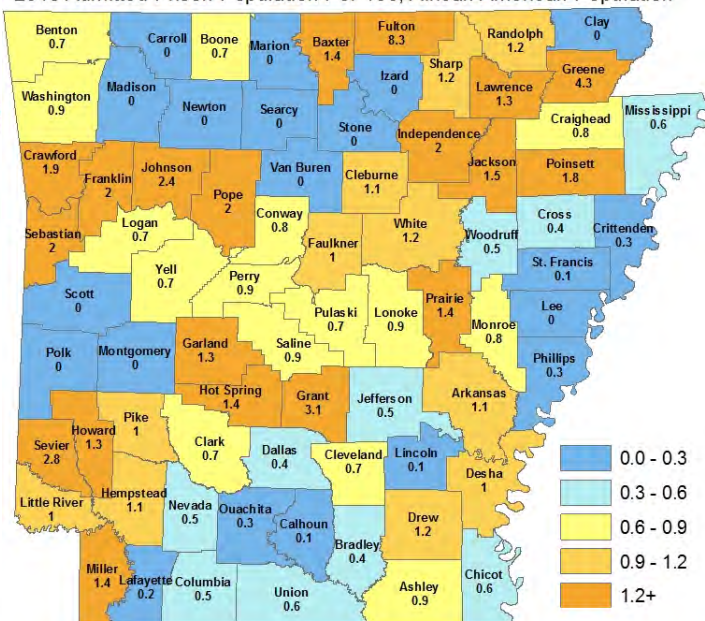 Benton
0.7
Carroll
0
Boone
0.7
Marion
0
Baxter
1.4
Fulton
8.3
Sharp
1.2
Randolph
1.2
Clay
0
Izard
0
Greene
4.3
Lawrence
1.3
Washington
0.9
Madison
0
Newton
0
Searcy
0
Stone
0
Independence
2
Craighead
0.8
Mississippi
0.6
Crawford
1.9
Franklin
2
Johnson
2.4
Pope
2
Van Buren
0
Cleburne
1.1
Jackson
1.5
Poinsett
1.8
Sebastian
2
Logan
0.7
Conway
0.8
Faulkner
1
White
1.2
Woodruff
0.5
Cross
0.4
Crittenden
0.3
Yell
0.7
Perry
0.9
St. Francis
0.1
Scott
0
Pulaski
0.7
Lonoke
0.9
Prairie
1.4
Monroe
0.8
Lee
0
Polk
0
Montgomery
0
Garland
1.3
Saline
0.9
Phillips
0.3
Hot Spring
1.4
Grant
3.1
Jefferson
0.5
Arkansas
1.1
Sevier
2.8
Howard
1.3
Pike
1
Clark
0.7
Dallas
0.4
Cleveland
0.7
Lincoln
0.1
Desha
1
Little River
1
Hempstead
1.1
Nevada
0.5
Ouachita
0.3
Calhoun
0.1
Bradley
0.4
Drew
1.2
Miller
1.4
Lafayette
0.2
Columbia
0.5
Union
0.6
Ashley
0.9
Chicot
0.6
0.0 - 0.3
0.3 - 0.6
0.6 - 0.9
0.9 - 1.2
1.2+